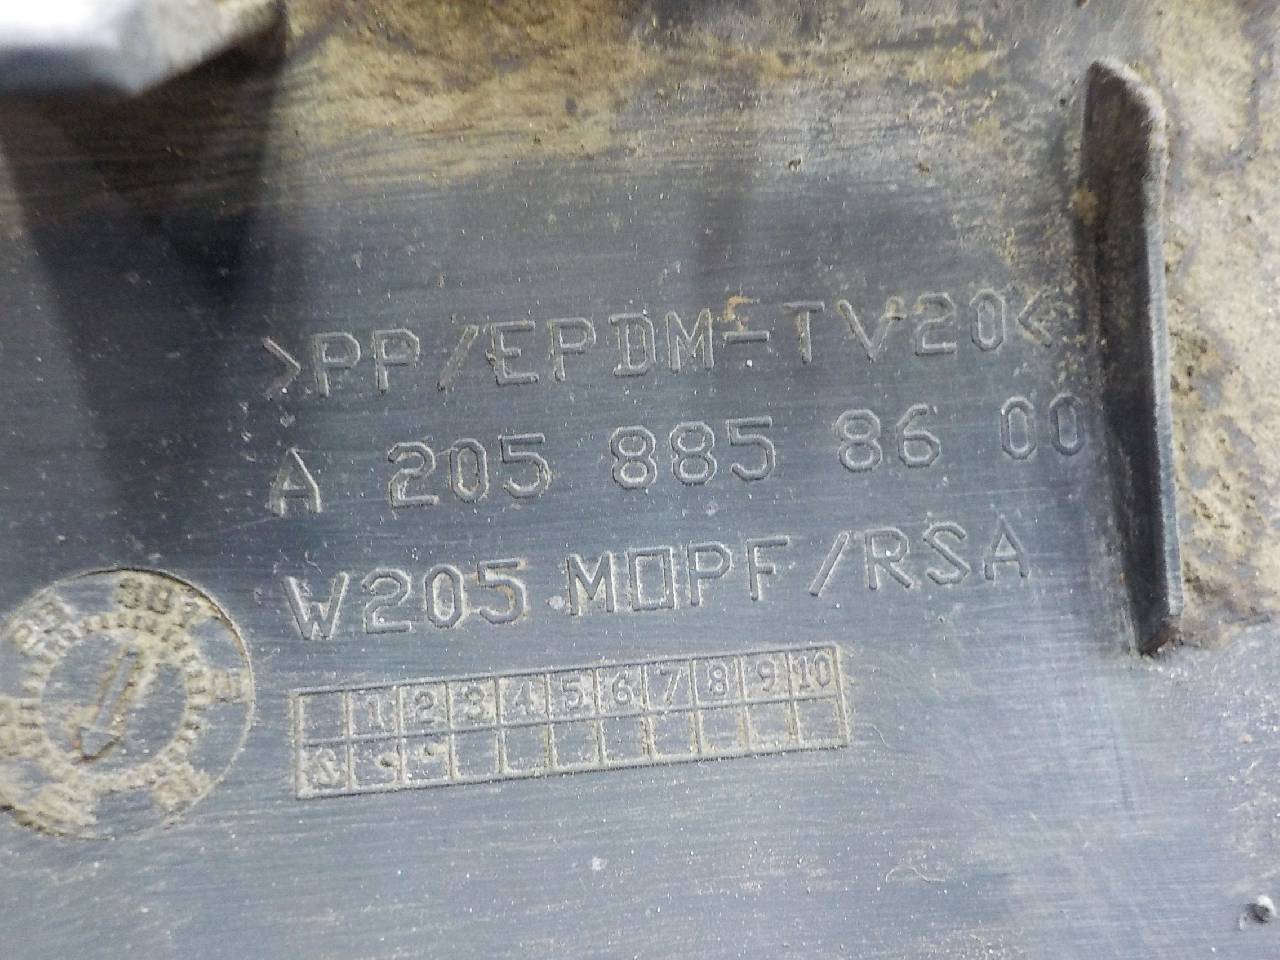 >PP/EPDM-TV20<
A 205 885 86 00
W205 MOPF/RSA
1 2 3 4 5 6 7 8 9 10
S